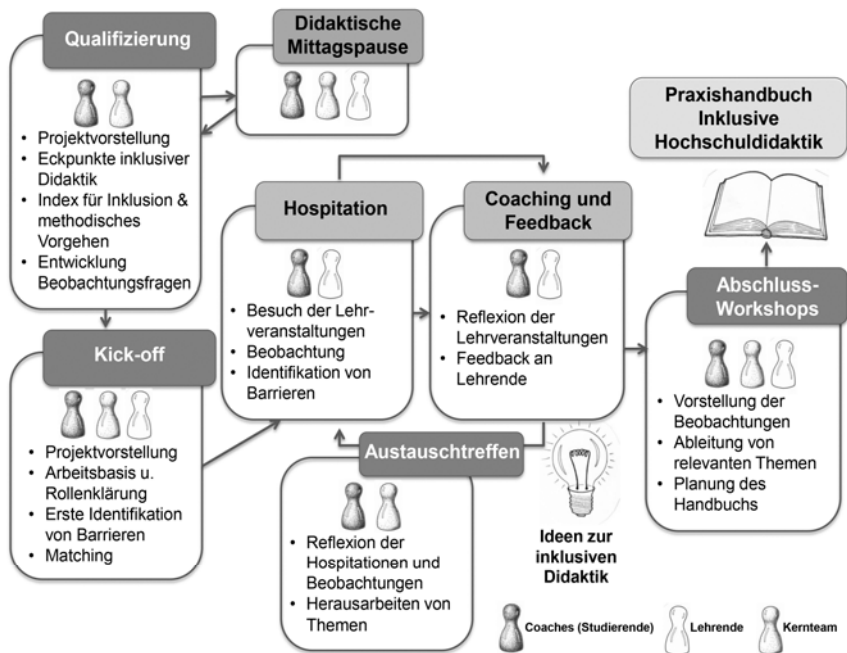 Qualifizierung
• Projektvorstellung
• Eckpunkte inklusiver
Didaktik
• Index für Inklusion &
methodisches
Vorgehen
• Entwicklung
Beobachtungsfragen
Didaktische
Mittagspause
Kick-off
• Projektvorstellung
• Arbeitsbasis u.
Rollenklärung
• Erste Identifikation
von Barrieren
• Matching
Hospitation
• Besuch der Lehr-
veranstaltungen
• Beobachtung
• Identifikation von
Barrieren
Coaching und
Feedback
• Reflexion der
Lehrveranstaltungen
• Feedback an
Lehrende
Austauschtreffen
• Reflexion der
Hospitationen und
Beobachtungen
• Herausarbeiten von
Themen
Ideen zur
inklusiven
Didaktik
Praxishandbuch
Inklusive
Hochschuldidaktik
Abschluss-
Workshops
• Vorstellung der
Beobachtungen
• Ableitung von
relevanten Themen
• Planung des
Handbuchs
Coaches (Studierende) Lehrende Kernteam